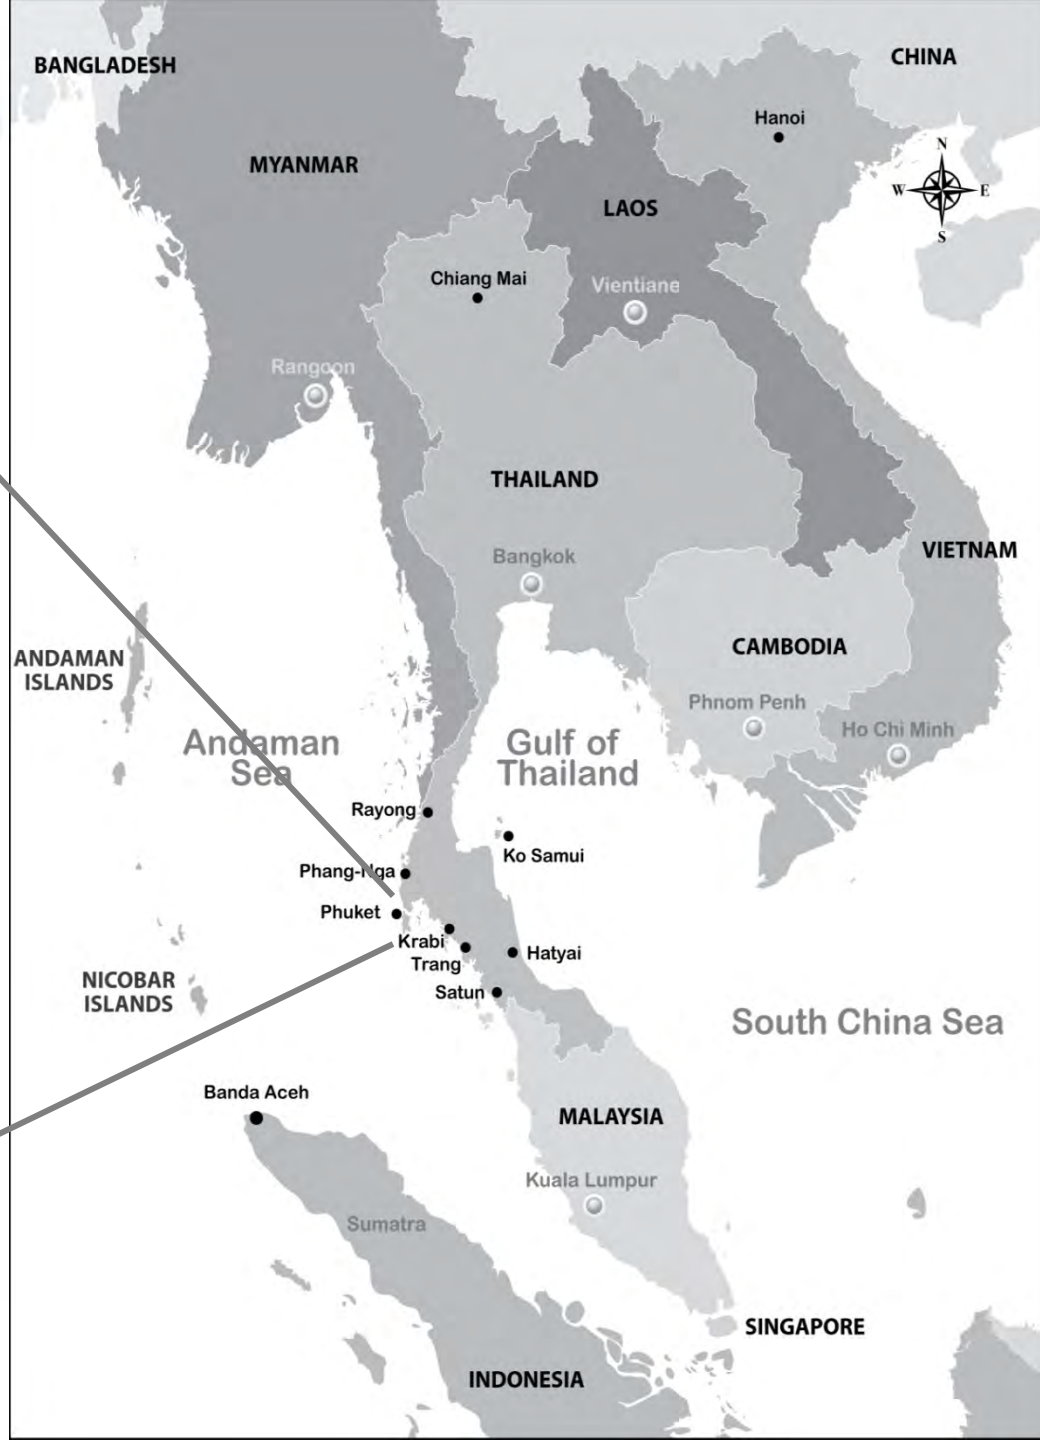 BANGLADESH
CHINA
Hanoi
N
MYANMAR
W
E
LAOS
S
Chiang Mai
Vientiane
Rangoon
THAILAND
VIETNAM
Bangkok
CAMBODIA
ANDAMAN
ISLANDS
Phnom Penh
Ho Chi Minh
Andaman
Sea
Gulf of
Thailand
Rayong
Ko Samui
Phang-Nga
Phuket
Krabi
Trang
Hatyai
Satun
NICOBAR
ISLANDS
South China Sea
Banda Aceh
MALAYSIA
Kuala Lumpur
Sumatra
SINGAPORE
INDONESIA